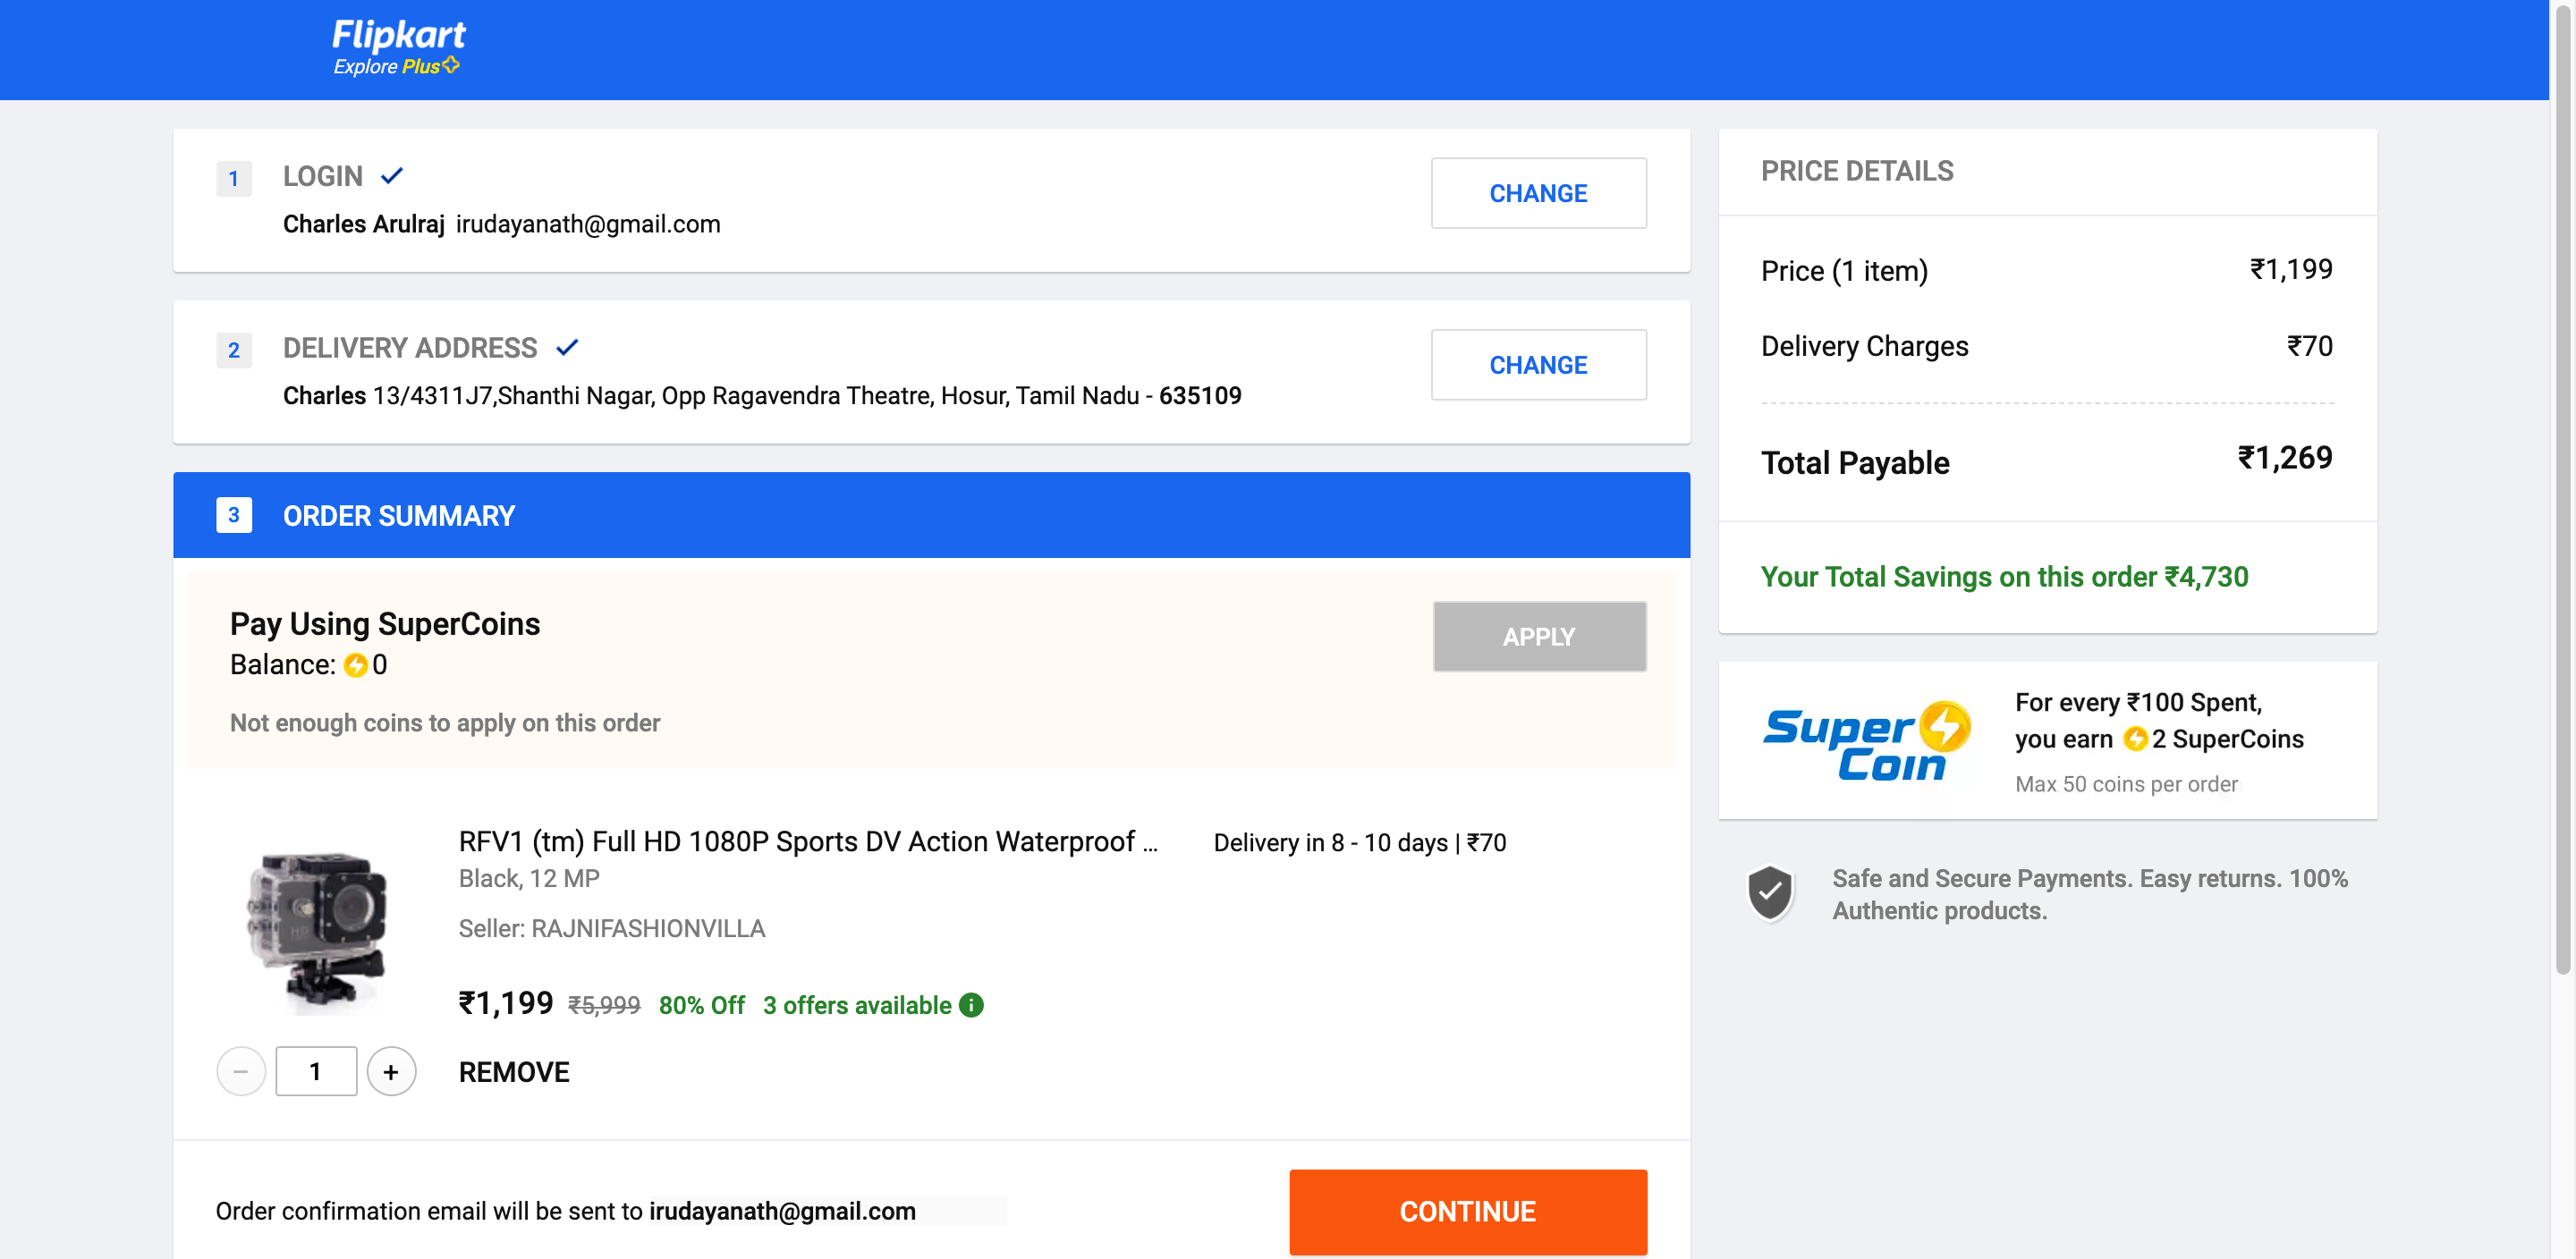 Flipkart
Explore Plus
1 LOGIN
Charles Arulraj irudayanath@gmail.com
CHANGE
2 DELIVERY ADDRESS
Charles 13/4311J7,Shanthi Nagar, Opp Ragavendra Theatre, Hosur, Tamil Nadu - 635109
CHANGE
3 ORDER SUMMARY
Pay Using SuperCoins
Balance: 0
Not enough coins to apply on this order
APPLY
RFV1 (tm) Full HD 1080P Sports DV Action Waterproof ...
Black, 12 MP
Seller: RAJNIFASHIONVILLA
₹1,199 ₹5,999 80% Off 3 offers available
Delivery in 8 - 10 days | ₹70
1
REMOVE
Order confirmation email will be sent to irudayanath@gmail.com
CONTINUE
PRICE DETAILS
Price (1 item) ₹1,199
Delivery Charges ₹70
Total Payable ₹1,269
Your Total Savings on this order ₹4,730
Super Coin
For every ₹100 Spent,
you earn 2 SuperCoins
Max 50 coins per order
Safe and Secure Payments. Easy returns. 100%
Authentic products.